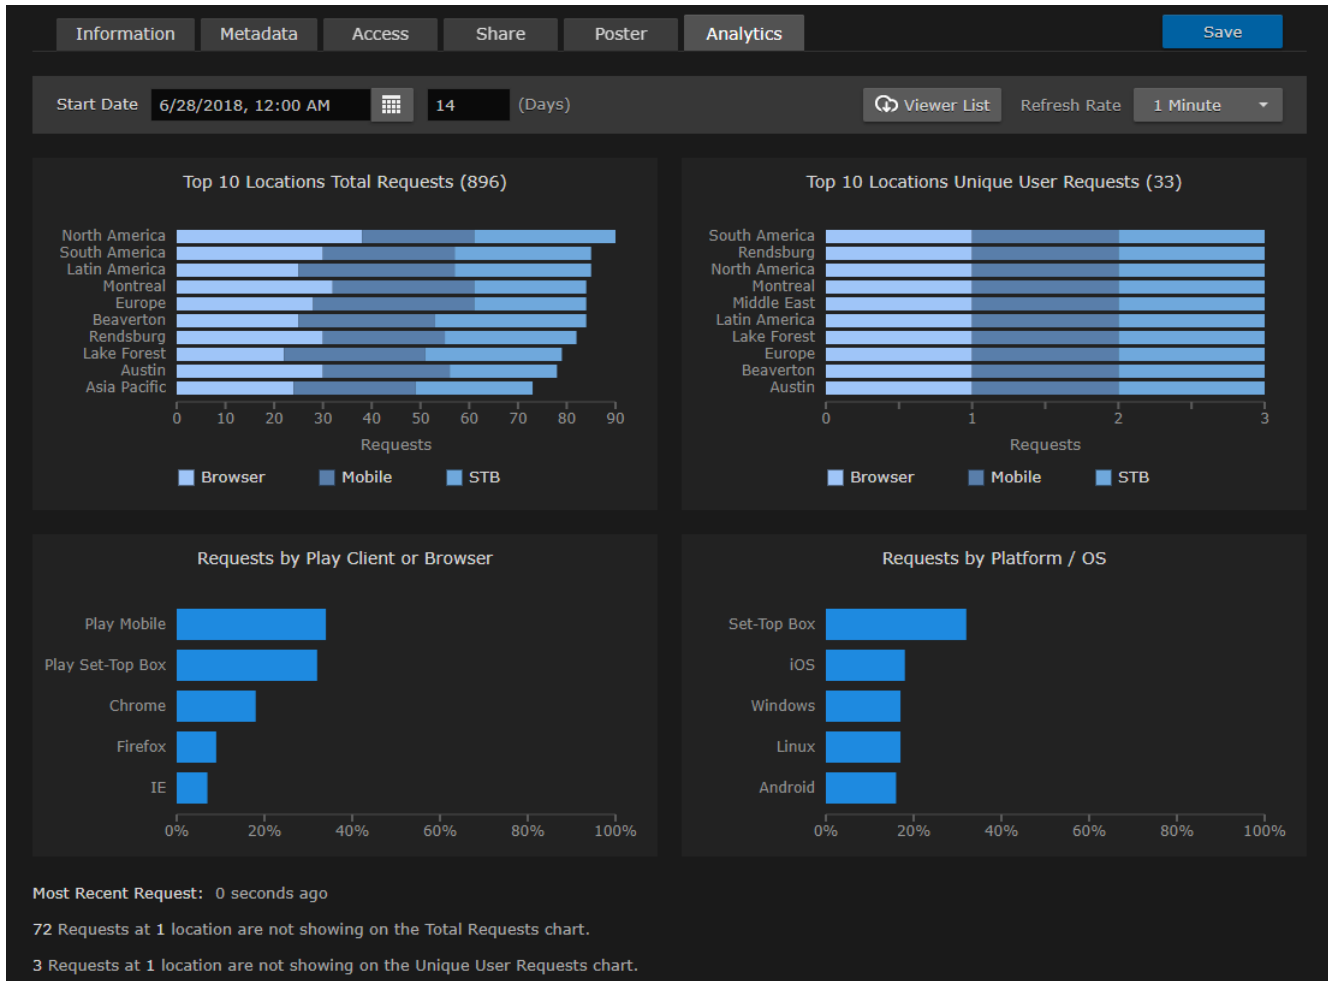 Information Metadata Access Share Poster Analytics Save
Start Date 6/28/2018, 12:00 AM 14 (Days) Viewer List Refresh Rate 1 Minute
Top 10 Locations Total Requests (896)
North America
South America
Latin America
Montreal
Europe
Beaverton
Rendsburg
Lake Forest
Austin
Asia Pacific
0 10 20 30 40 50 60 70 80 90
Requests
Browser Mobile STB
Top 10 Locations Unique User Requests (33)
South America
Rendsburg
North America
Montreal
Middle East
Latin America
Lake Forest
Europe
Beaverton
Austin
0 1 2 3
Requests
Browser Mobile STB
Requests by Play Client or Browser
Play Mobile
Play Set-Top Box
Chrome
Firefox
IE
0% 20% 40% 60% 80% 100%
Requests by Platform / OS
Set-Top Box
iOS
Windows
Linux
Android
0% 20% 40% 60% 80% 100%
Most Recent Request: 0 seconds ago
72 Requests at 1 location are not showing on the Total Requests chart.
3 Requests at 1 location are not showing on the Unique User Requests chart.